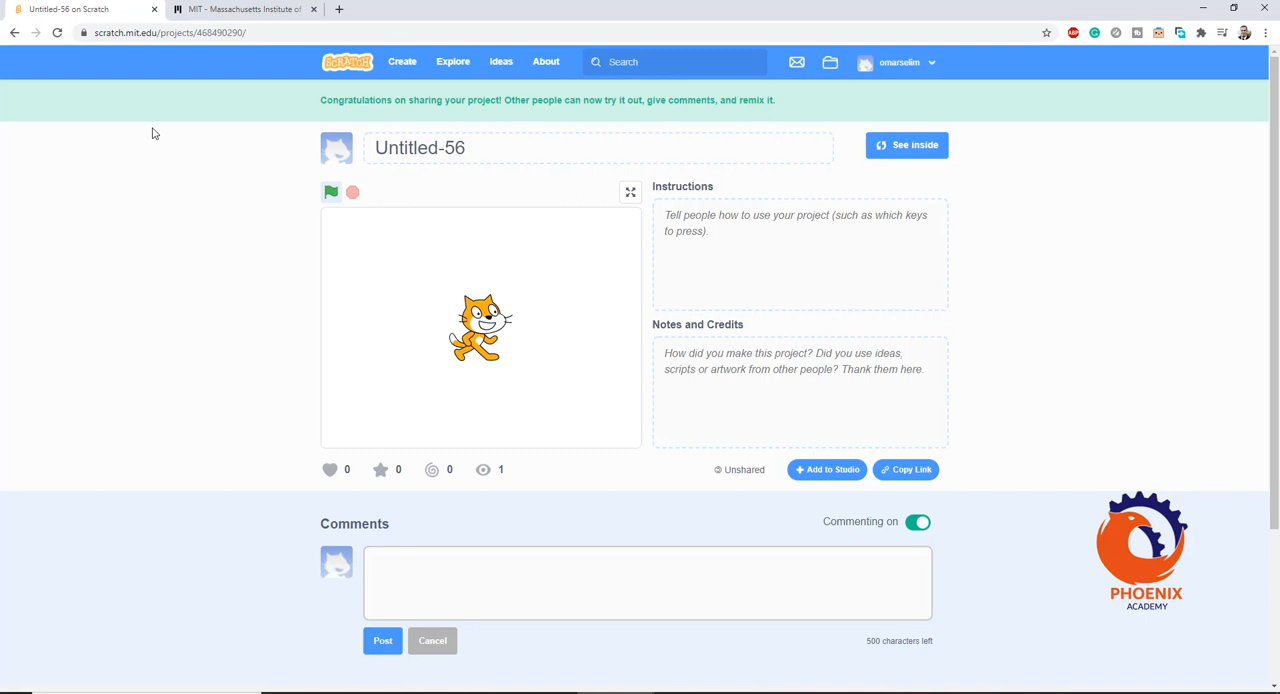 Untitled-56 on Scratch
MIT - Massachusetts Institute of
scratch.mit.edu/projects/468490290/
ABP
SCRATCH
Create
Explore
Ideas
About
Search
omarselim
Congratulations on sharing your project! Other people can now try it out, give comments, and remix it.
Untitled-56
See inside
Instructions
Tell people how to use your project (such as which keys
to press).
Notes and Credits
How did you make this project? Did you use ideas,
scripts or artwork from other people? Thank them here.
0
0
0
1
Unshared
Add to Studio
Copy Link
Comments
Commenting on
Post
Cancel
500 characters left
PHOENIX
ACADEMY